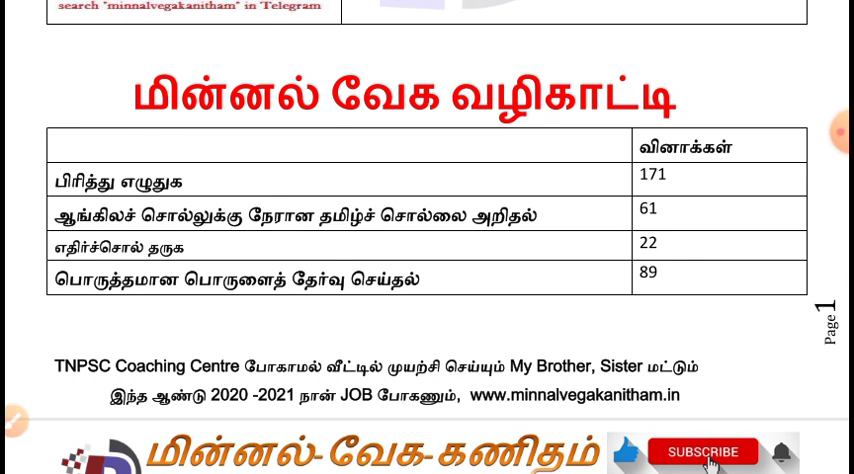 search "minnalvegakanitham" in Telegram
மின்னல் வேக வழிகாட்டி
வினாக்கள்
பிரித்து எழுதுக 171
ஆங்கிலச் சொல்லுக்கு நேரான தமிழ்ச் சொல்லை அறிதல் 61
எதிர்ச்சொல் தருக 22
பொருத்தமான பொருளைத் தேர்வு செய்தல் 89
Page 1
TNPSC Coaching Centre போகாமல் வீட்டில் முயற்சி செய்யும் My Brother, Sister மட்டும்
இந்த ஆண்டு 2020 -2021 நான் JOB போகணும், www.minnalvegakanitham.in
மின்னல்-வேக-கணிதம்
SUBSCRIBE